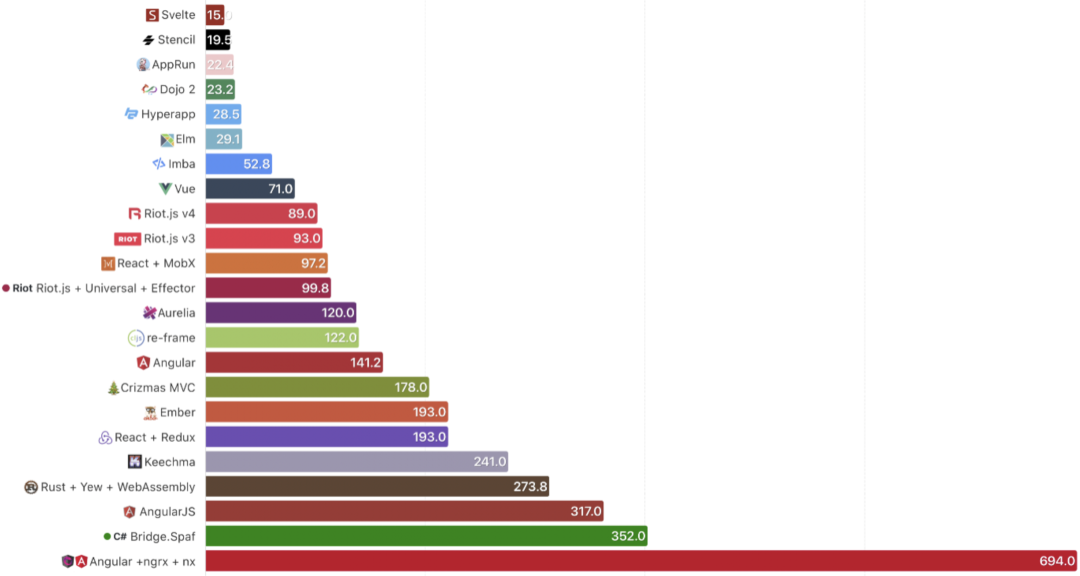 Svelte 15.0
Stencil 19.5
AppRun 22.4
Dojo 2 23.2
Hyperapp 28.5
Elm 29.1
Imba 52.8
Vue 71.0
Riot.js v4 89.0
RIOT Riot.js v3 93.0
M React + MobX 97.2
Riot Riot.js + Universal + Effector 99.8
Aurelia 120.0
re-frame 122.0
Angular 141.2
Crizmas MVC 178.0
Ember 193.0
React + Redux 193.0
Keechma 241.0
Rust + Yew + WebAssembly 273.8
AngularJS 317.0
C# Bridge.Spaf 352.0
Angular +ngrx + nx 694.0